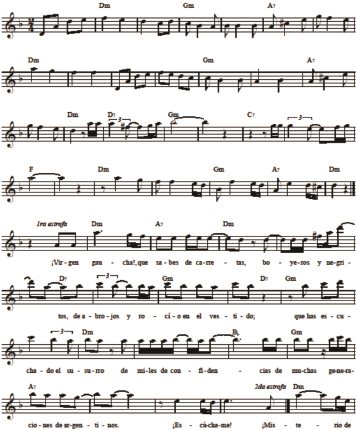 Dm Gm A7
Dm Gm A7
Dm D7 3 Gm C7 3
F Dm Gm A7 Dm
1ra estrofa Dm A7 Dm
¡Vir-gen gau-cha!, que sa-bes de ca-rre-tas, bo-ye-ros y ne-gri-
D7 3 Gm D7 Gm
tos, de a-bro-jos y ro-cí-o en el ves-ti-do; que has es-cu-
3 Dm 3 B♭ Gm
cha-do el su-su-rro de mi-les de con-fi-den-cias de mu-chas gene-ra-
A7 2da estrofa Dm
cio-nes de ar-gen-ti-nos. ¡Es-cú-cha-me! ¡Mis-te-rio de